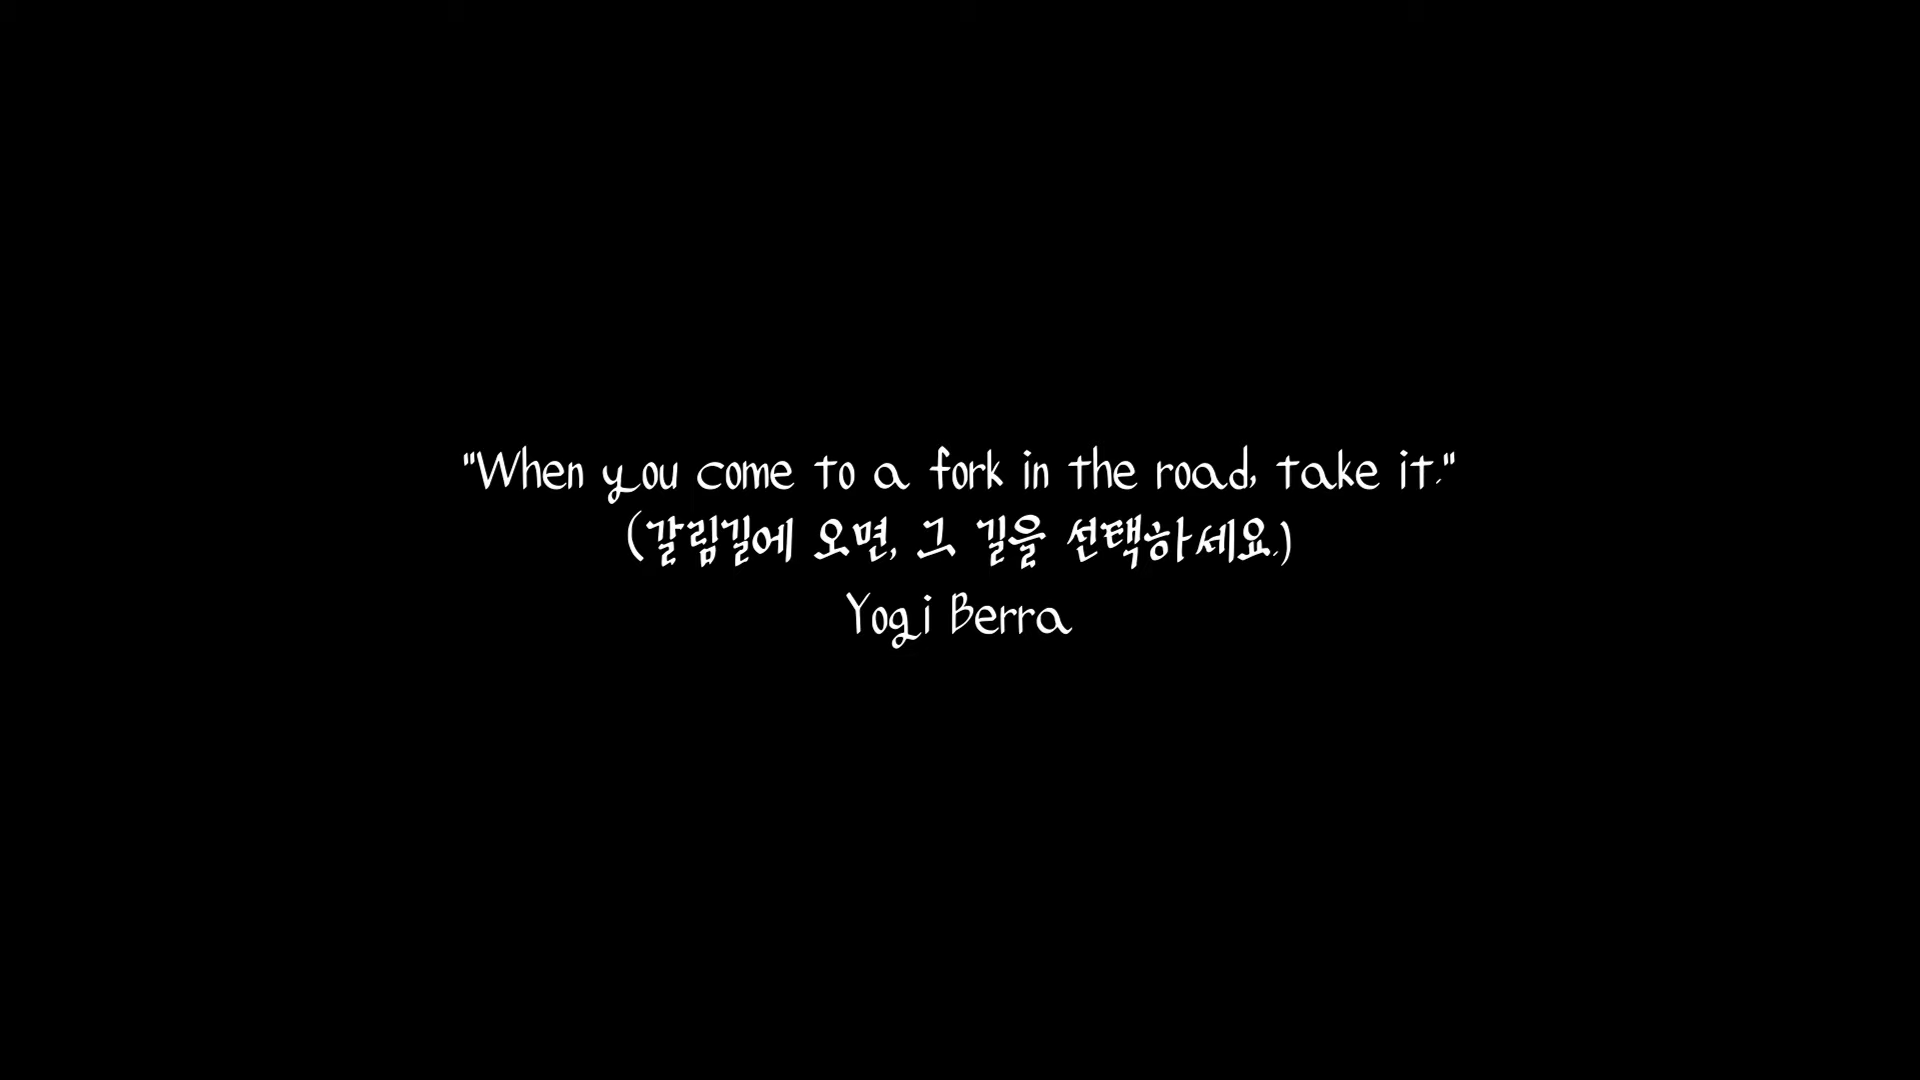 "When you come to a fork in the road, take it."
(갈림길에 오면, 그 길을 선택하세요.)
Yogi Berra